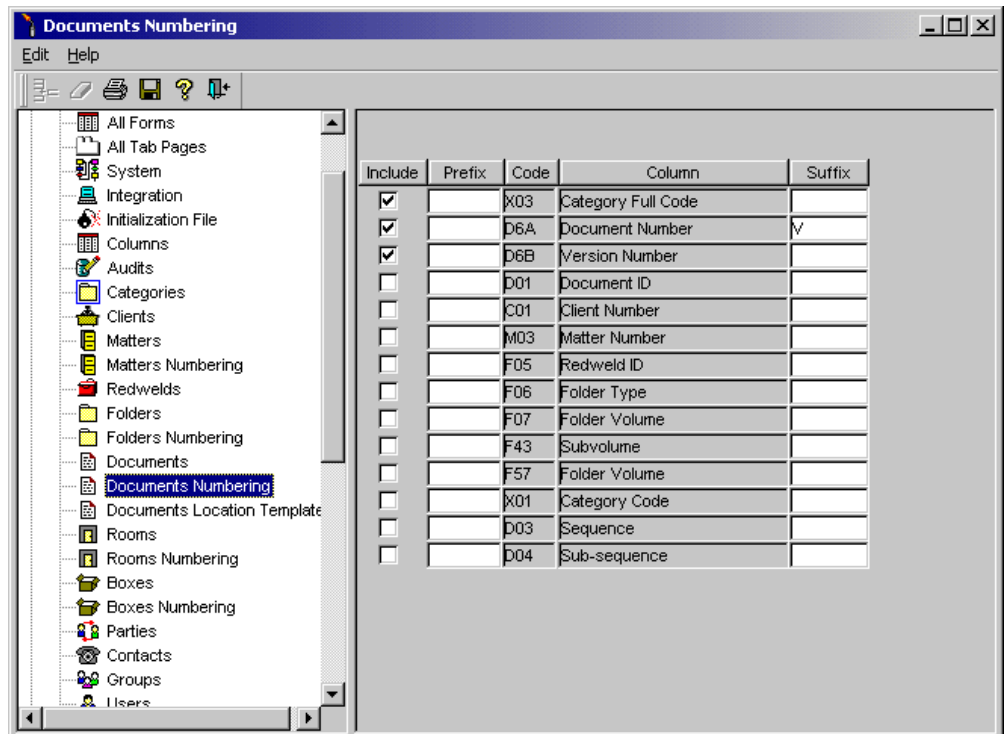 Documents Numbering
Edit Help
All Forms
All Tab Pages
System
Integration
Initialization File
Columns
Audits
Categories
Clients
Matters
Matters Numbering
Redwelds
Folders
Folders Numbering
Documents
Documents Numbering
Documents Location Template
Rooms
Rooms Numbering
Boxes
Boxes Numbering
Parties
Contacts
Groups
Users
Include Prefix Code Column Suffix
X03 Category Full Code
D6A Document Number V
D6B Version Number
D01 Document ID
C01 Client Number
M03 Matter Number
F05 Redweld ID
F06 Folder Type
F07 Folder Volume
F43 Subvolume
F57 Folder Volume
X01 Category Code
D03 Sequence
D04 Sub-sequence